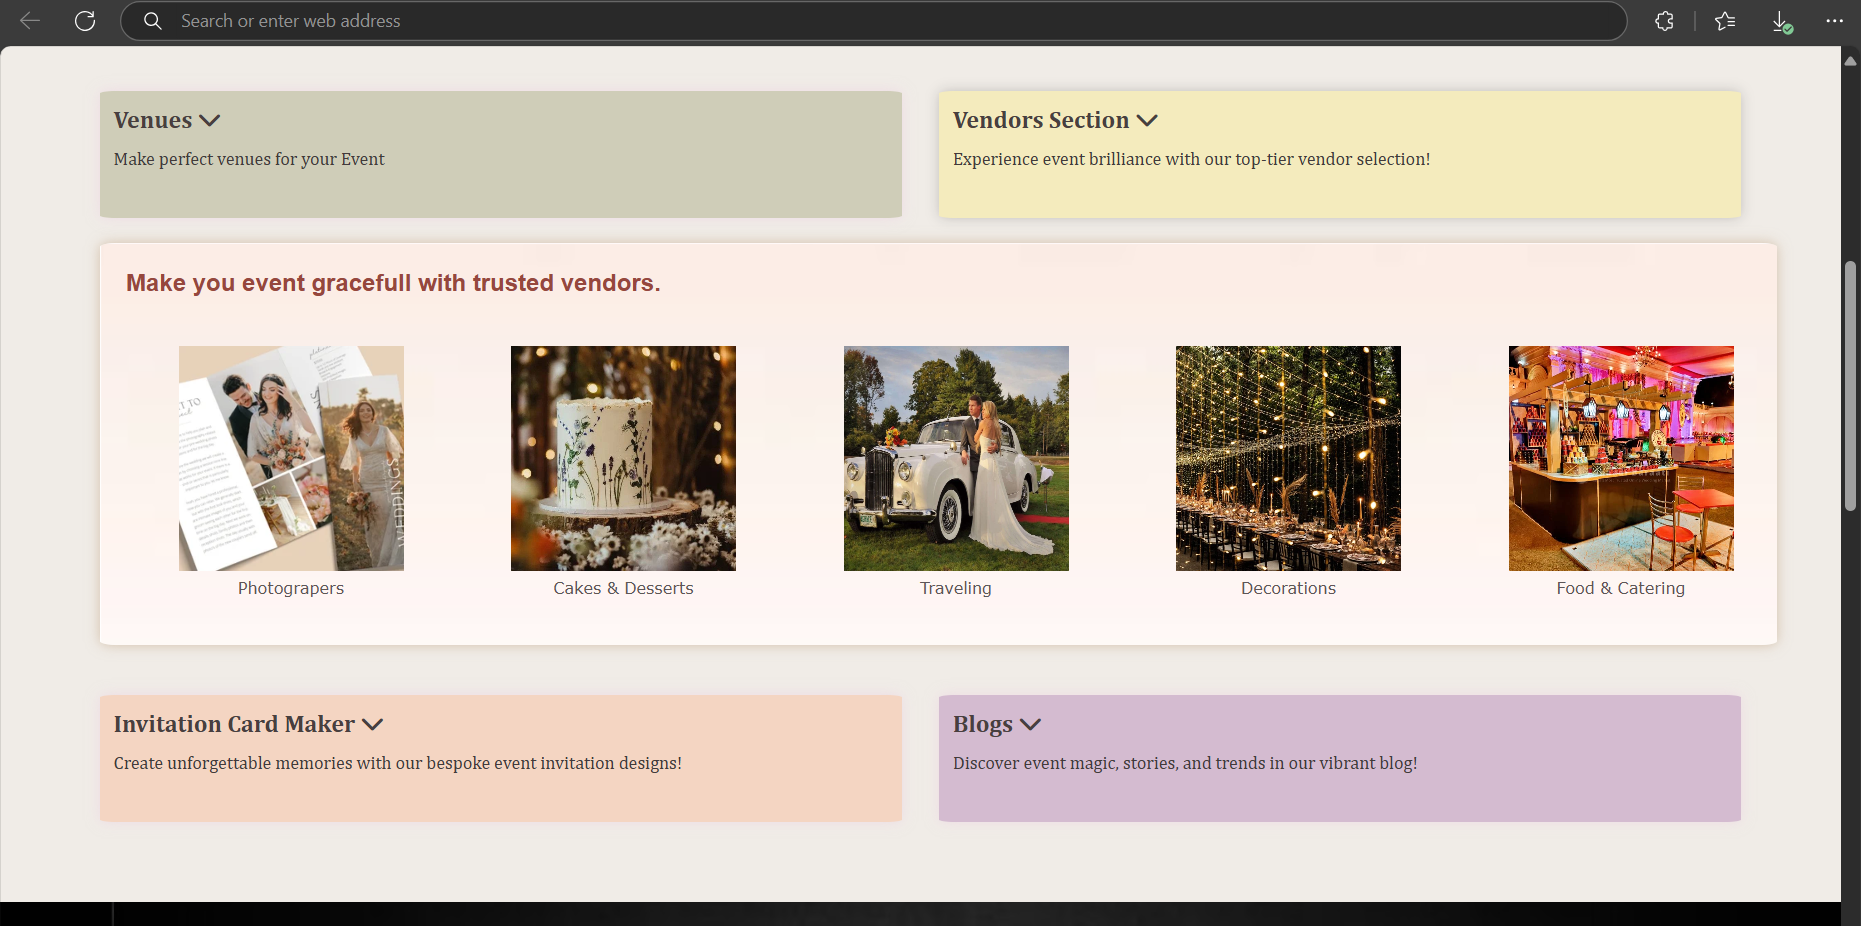 Search or enter web address
Venues
Make perfect venues for your Event
Vendors Section
Experience event brilliance with our top-tier vendor selection!
Make you event gracefull with trusted vendors.
WEDDINGS
Photograpers
Cakes & Desserts
Traveling
Decorations
Food & Catering
Invitation Card Maker
Create unforgettable memories with our bespoke event invitation designs!
Blogs
Discover event magic, stories, and trends in our vibrant blog!